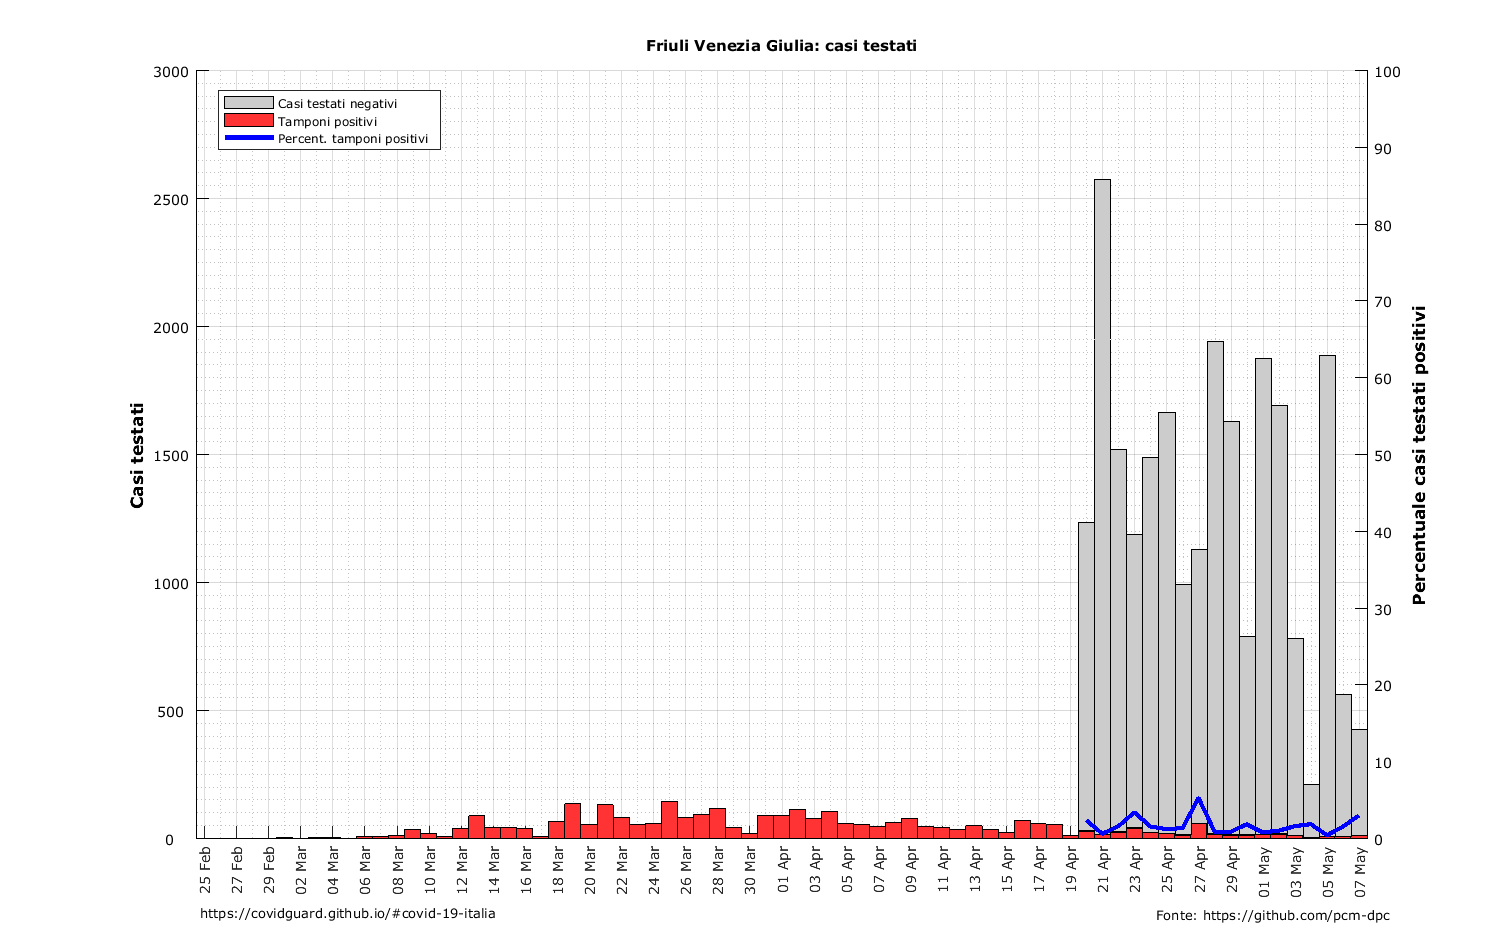 Friuli Venezia Giulia: casi testati
Casi testati negativi
Tamponi positivi
Percent. tamponi positivi
Casi testati
3000
2500
2000
1500
1000
500
0
Percentuale casi testati positivi
100
90
80
70
60
50
40
30
20
10
0
25 Feb
27 Feb
29 Feb
02 Mar
04 Mar
06 Mar
08 Mar
10 Mar
12 Mar
14 Mar
16 Mar
18 Mar
20 Mar
22 Mar
24 Mar
26 Mar
28 Mar
30 Mar
01 Apr
03 Apr
05 Apr
07 Apr
09 Apr
11 Apr
13 Apr
15 Apr
17 Apr
19 Apr
21 Apr
23 Apr
25 Apr
27 Apr
29 Apr
01 May
03 May
05 May
07 May
https://covidguard.github.io/#covid-19-italia
Fonte: https://github.com/pcm-dpc